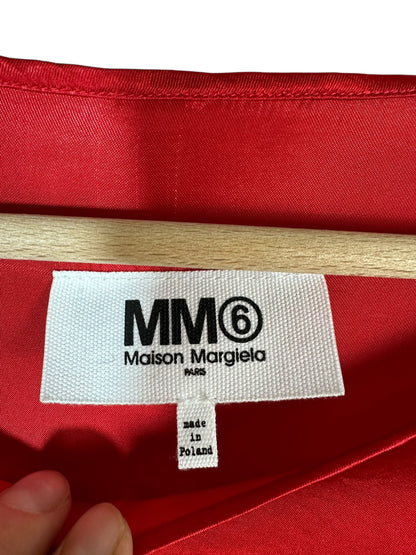 MM⑥
Maison Margiela
PARIS
made
in
Poland